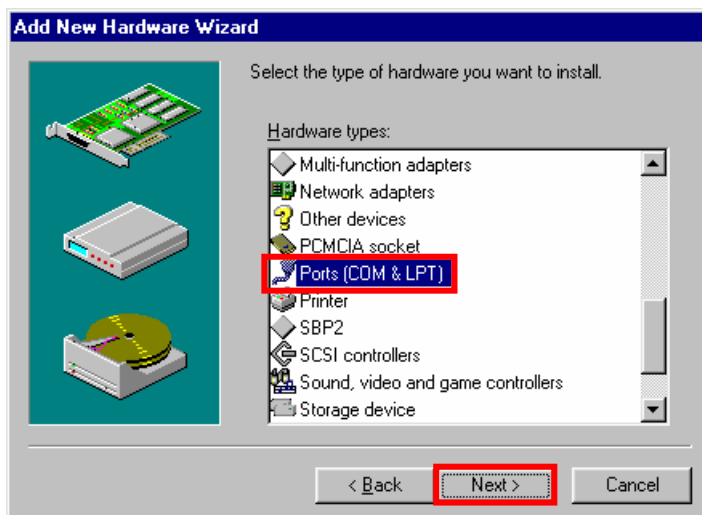 Add New Hardware Wizard
Select the type of hardware you want to install.
Hardware types:
Multi-function adapters
Network adapters
Other devices
PCMCIA socket
Ports (COM & LPT)
Printer
SBP2
SCSI controllers
Sound, video and game controllers
Storage device
< Back
Next >
Cancel